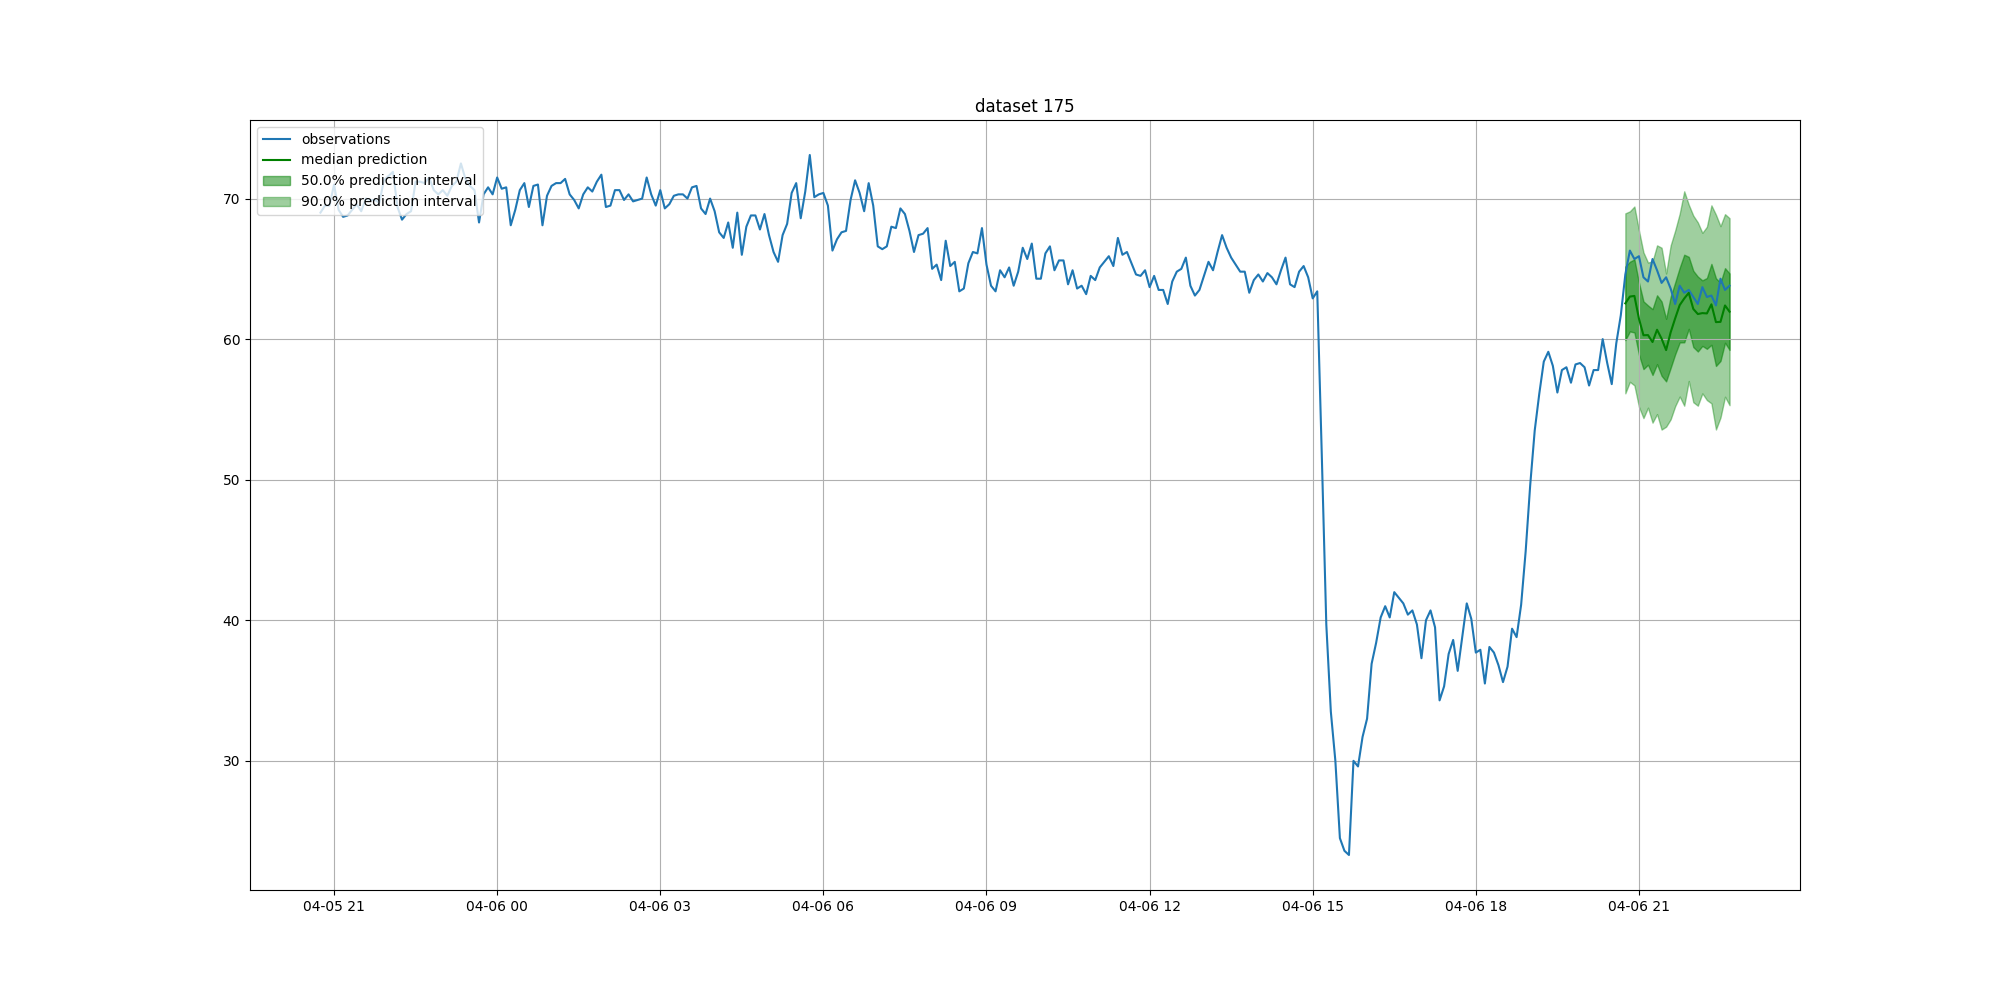 dataset 175
observations
median prediction
50.0% prediction interval
90.0% prediction interval
70
60
50
40
30
04-05 21
04-06 00
04-06 03
04-06 06
04-06 09
04-06 12
04-06 15
04-06 18
04-06 21